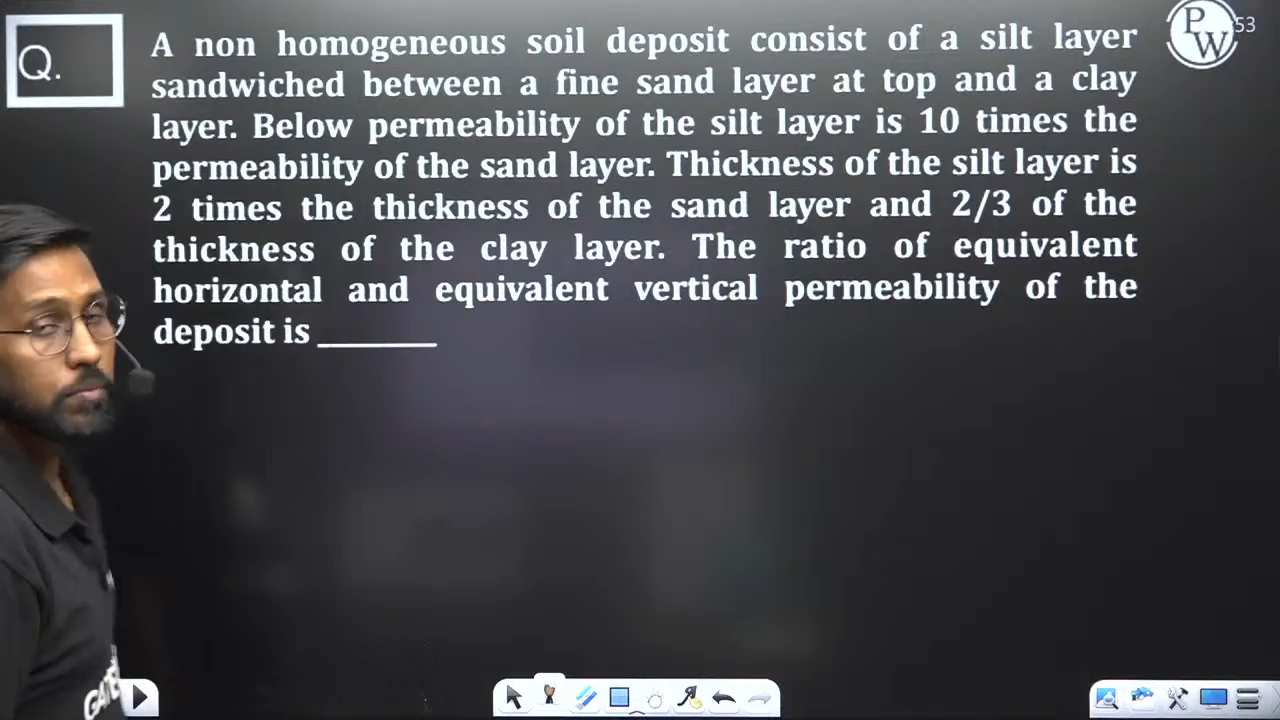 Q.
A non homogeneous soil deposit consist of a silt layer
sandwiched between a fine sand layer at top and a clay
layer. Below permeability of the silt layer is 10 times the
permeability of the sand layer. Thickness of the silt layer is
2 times the thickness of the sand layer and 2/3 of the
thickness of the clay layer. The ratio of equivalent
horizontal and equivalent vertical permeability of the
deposit is ________
P
W
53